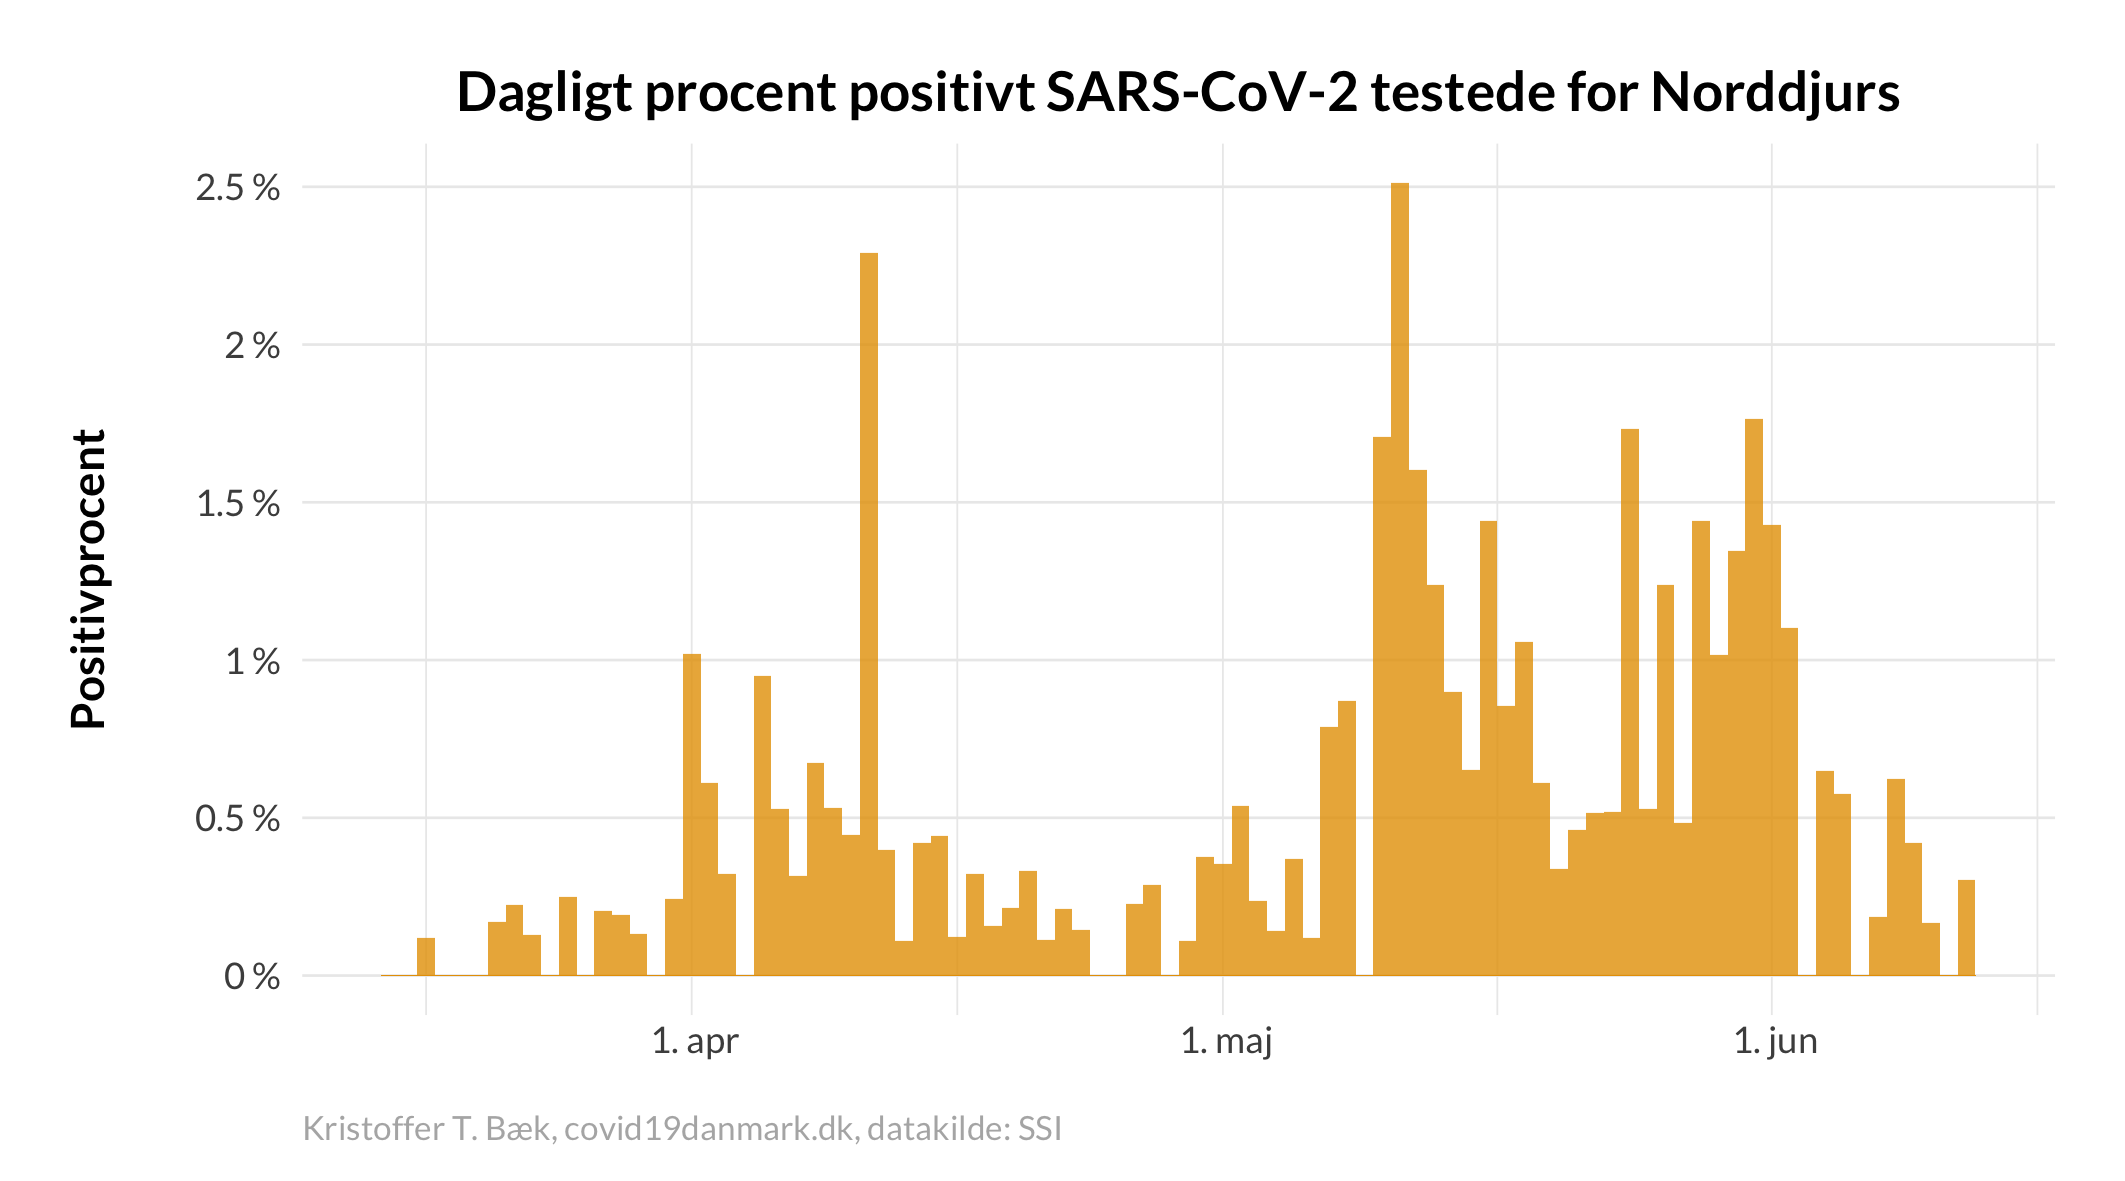 Dagligt procent positivt SARS-CoV-2 testede for Norddjurs
Positivprocent
2.5 %
2 %
1.5 %
1 %
0.5 %
0 %
1. apr
1. maj
1. jun
Kristoffer T. Bæk, covid19danmark.dk, datakilde: SSI